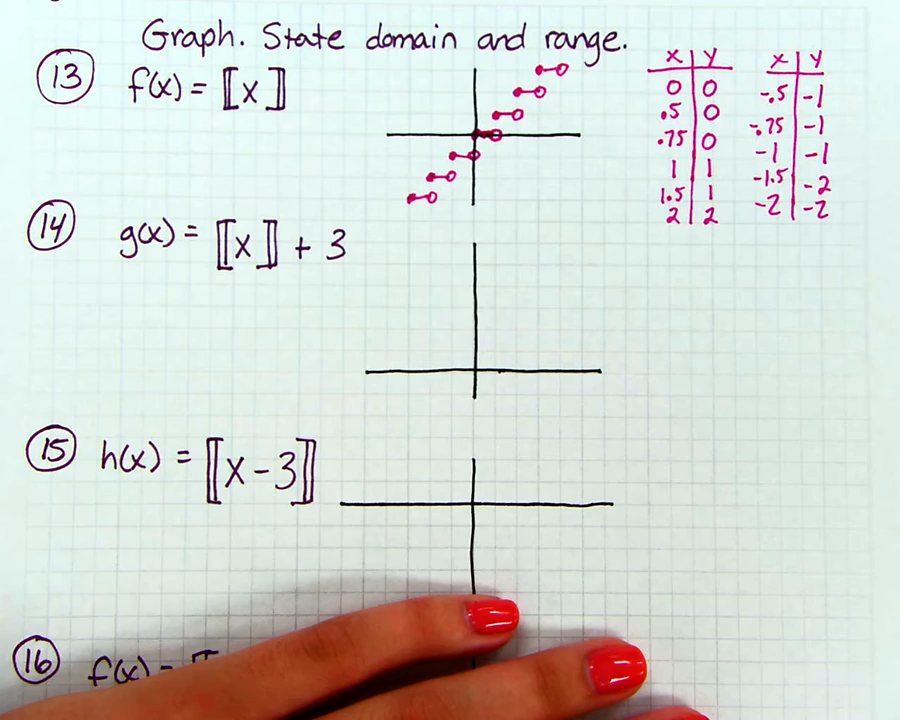 Graph. State domain and range.
13 f(x) = ⟦x⟧
x | y x | y
0 | 0 -.5 | -1
.5 | 0 -.75 | -1
.75 | 0 -1 | -1
1 | 1 -1.5 | -2
1.5 | 1 -2 | -2
2 | 2
14 g(x) = ⟦x⟧ + 3
15 h(x) = ⟦x - 3⟧
16 f(x) = ⟦